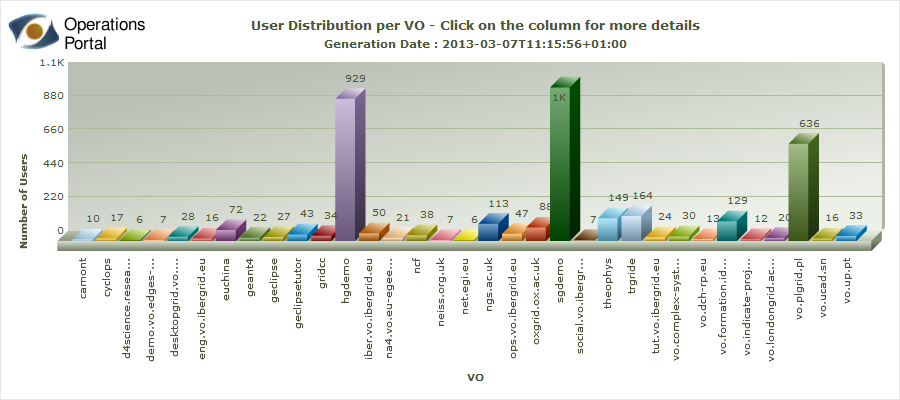 Operations
Portal
User Distribution per VO - Click on the column for more details
Generation Date : 2013-03-07T11:15:56+01:00
1.1K
880
660
440
220
0
Number of Users
10 17 6 7 28 16 72 22 27 43 34 929 50 21 38 7 6 113 47 88 1K 7 149 164 24 30 13 129 12 20 636 16 33
camont
cyclops
d4science.resea...
demo.vo.edges-...
desktopgrid.vo....
eng.vo.ibergrid.eu
euchina
geant4
geclipse
geclipsetutor
gridcc
hgdemo
iber.vo.ibergrid.eu
na4.vo.eu-egee...
ncf
neiss.org.uk
net.eg.eu
ngs.ac.uk
ops.vo.ibergrid.eu
oxgrid.ox.ac.uk
sgdemo
social.vo.ibergr...
theophys
trgride
tut.vo.ibergrid.eu
vo.complex-syst...
vo.dch-rp.eu
vo.formation.id...
vo.indicate-proj...
vo.londongrid.ac...
vo.plgrid.pl
vo.ucad.sn
vo.up.pt
VO